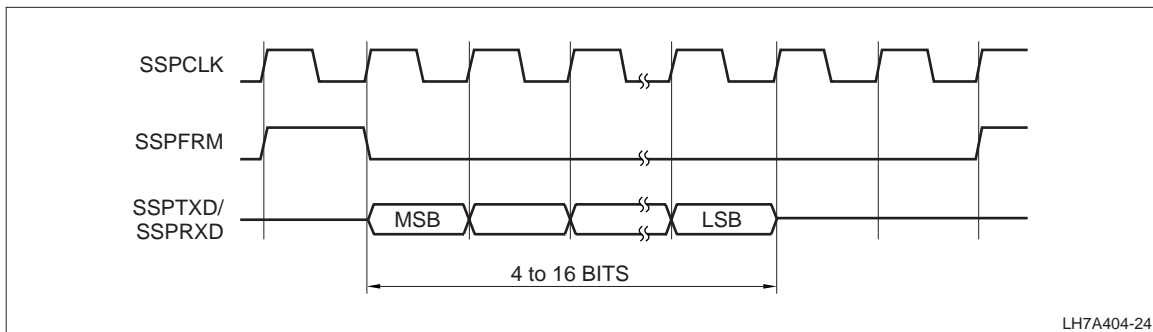 SSPCLK
SSPFRM
SSPTXD/
SSPRXD
MSB
LSB
4 to 16 BITS
LH7A404-24